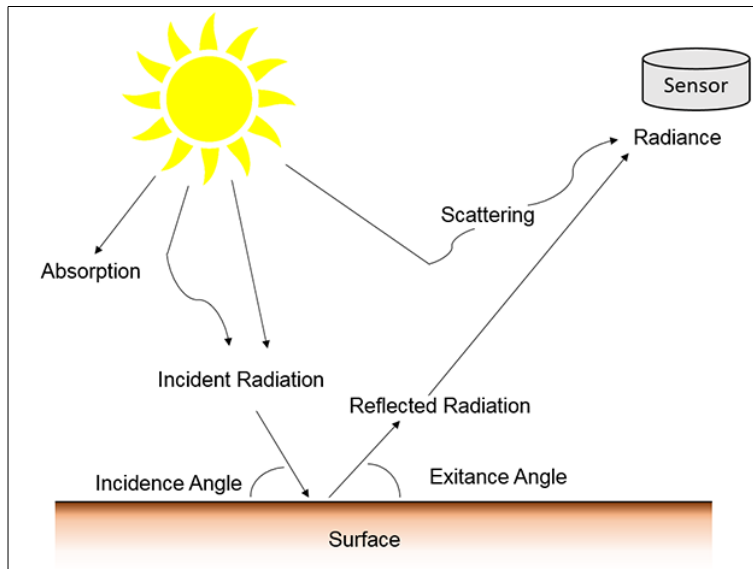 Sensor
Radiance
Scattering
Absorption
Incident Radiation
Reflected Radiation
Incidence Angle
Exitance Angle
Surface